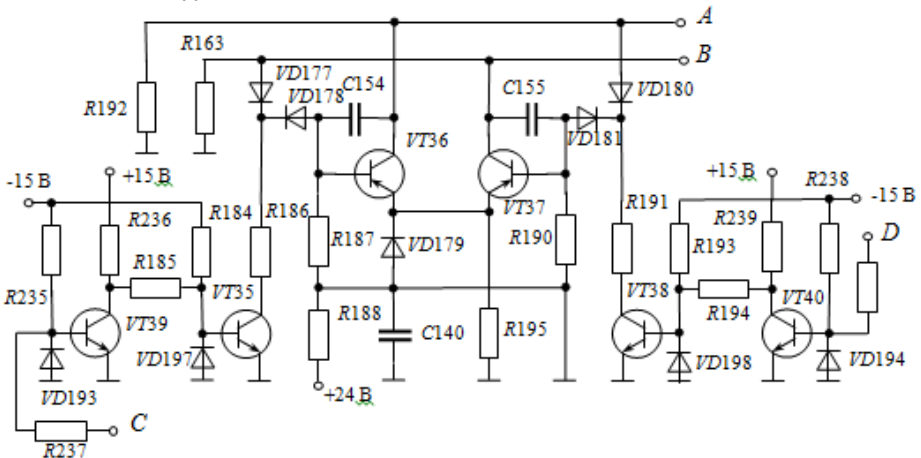 A
R163
B
VD177
C154
C155
VD180
R192
VD178
VD181
VT36
-15 В
+15 В
+15 В
R238
-15 В
R236
R184
R186
VT37
R191
R239
D
R187
VD179
R190
R193
R185
R235
VT35
R188
VT38
VT40
VT39
C140
R195
R194
VD197
VD198
VD194
VD193
+24 В
C
R237